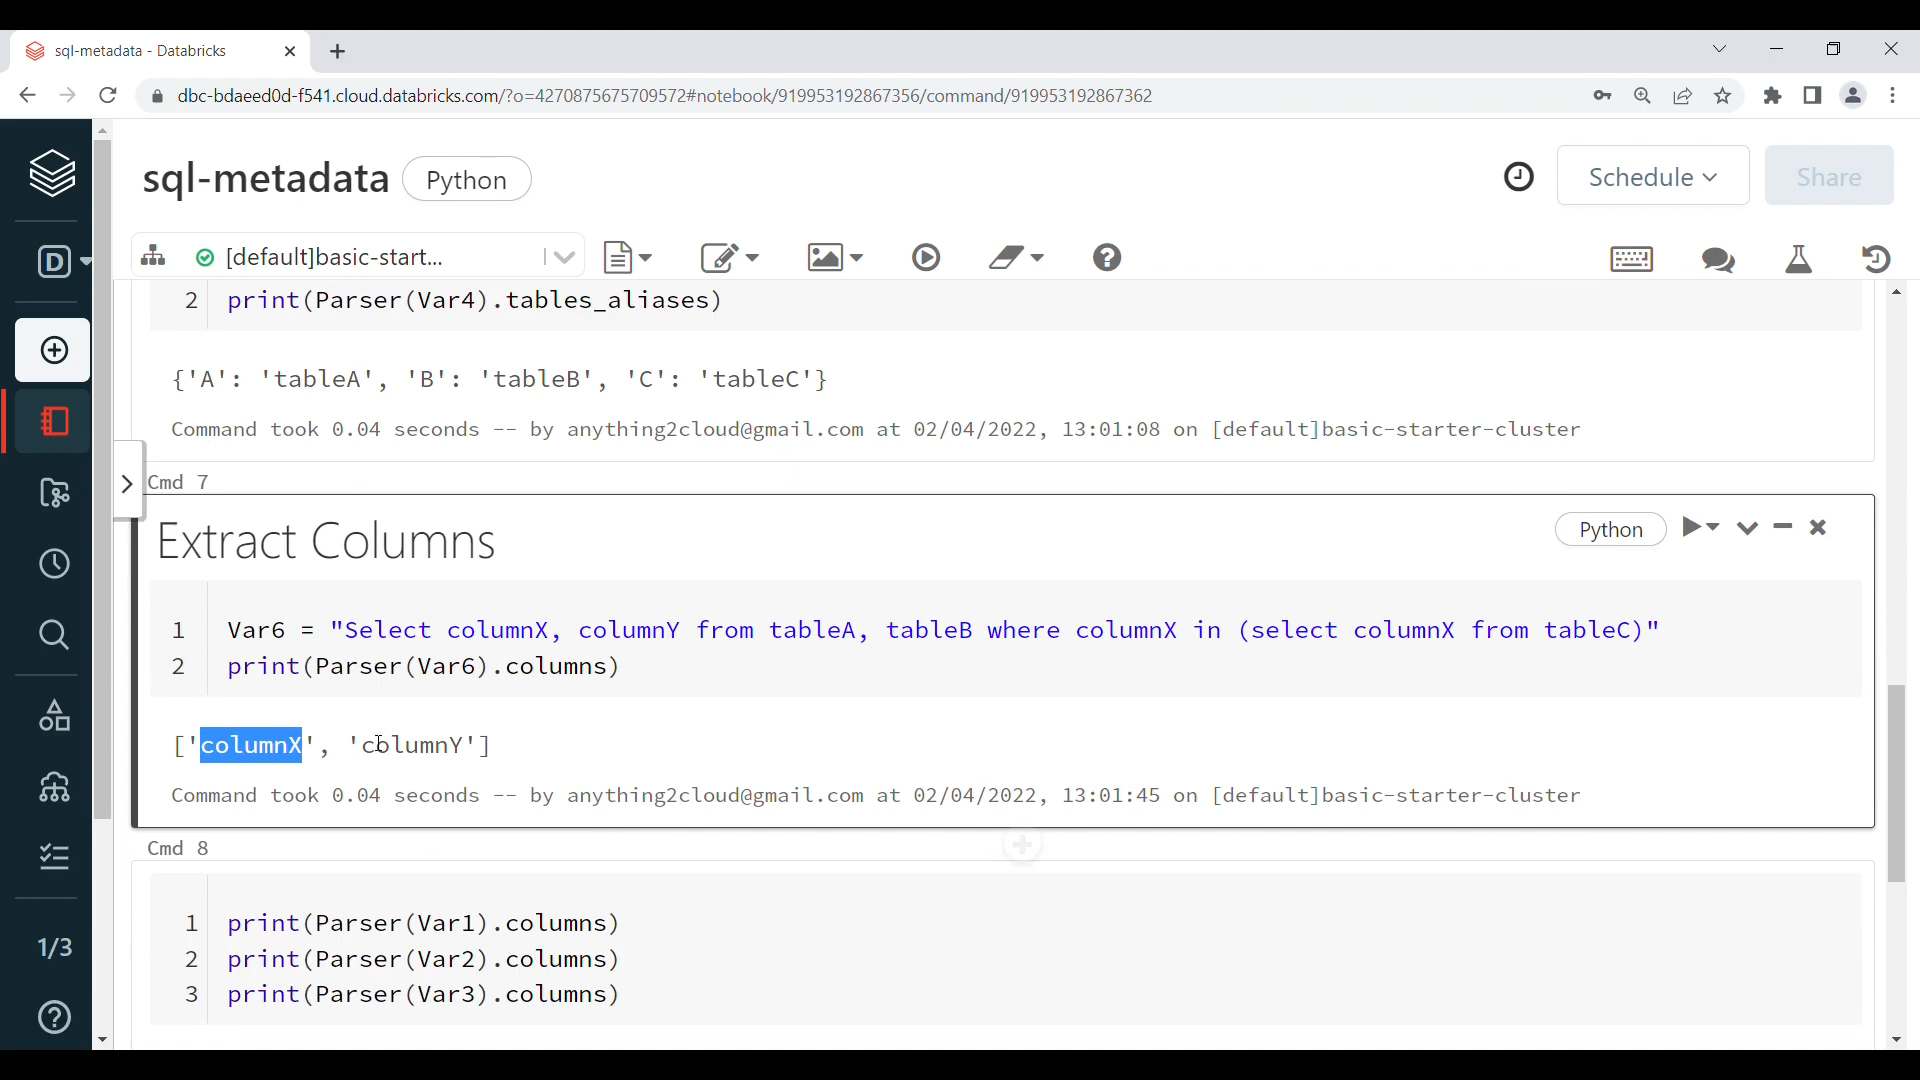 sql-metadata - Databricks
dbc-bdaeed0d-f541.cloud.databricks.com/?o=4270875675709572#notebook/919953192867356/command/919953192867362
sql-metadata Python
Schedule Share
D
[default]basic-start...
2 print(Parser(Var4).tables_aliases)
{'A': 'tableA', 'B': 'tableB', 'C': 'tableC'}
Command took 0.04 seconds -- by anything2cloud@gmail.com at 02/04/2022, 13:01:08 on [default]basic-starter-cluster
Cmd 7
Extract Columns
Python
1 Var6 = "Select columnX, columnY from tableA, tableB where columnX in (select columnX from tableC)"
2 print(Parser(Var6).columns)
['columnX', 'columnY']
Command took 0.04 seconds -- by anything2cloud@gmail.com at 02/04/2022, 13:01:45 on [default]basic-starter-cluster
Cmd 8
1 print(Parser(Var1).columns)
2 print(Parser(Var2).columns)
3 print(Parser(Var3).columns)
1/3